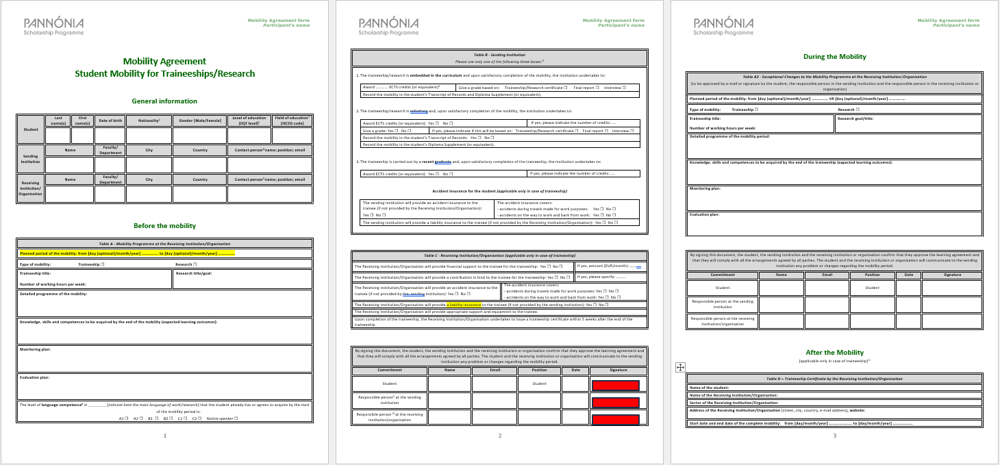 PANNÓNIA
Scholarship Programme
Mobility Agreement form
Participant's name
Mobility Agreement
Student Mobility for Traineeships/Research
General information
Student
Last name(s)
First name(s)
Date of birth
Nationality1
Gender [Male/Female]
Level of education (EQF level)2
Field of education3 (ISCED code)
Sending Institution
Name
Faculty/ Department
City
Country
Contact person4 name; position; email
Receiving Institution/ Organisation
Name
Faculty/ Department
City
Country
Contact person5 name; position; email
Before the mobility
Table A - Mobility Programme at the Receiving Institution/Organisation
Planned period of the mobility: from [day (optional)/month/year] …………… to [day (optional)/month/year] ……………
Type of mobility: Traineeship ☐ Research ☐
Traineeship title:
Number of working hours per week:
Research title/goal:
Detailed programme of the mobility:
Knowledge, skills and competences to be acquired by the end of the mobility (expected learning outcomes):
Monitoring plan:
Evaluation plan:
The level of language competence6 in ________ [indicate here the main language of work/research] that the student already has or agrees to acquire by the start
of the mobility period is:
A1 ☐ A2 ☐ B1 ☐ B2 ☐ C1 ☐ C2 ☐ Native speaker ☐
1
PANNÓNIA
Scholarship Programme
Mobility Agreement form
Participant's name
Table B - Sending Institution
Please use only one of the following three boxes:7
1. The traineeship/research is embedded in the curriculum and upon satisfactory completion of the mobility, the institution undertakes to:
Award ……….. ECTS credits (or equivalent)8
Give a grade based on: Traineeship/Research certificate ☐ Final report ☐ Interview ☐
Record the mobility in the student's Transcript of Records and Diploma Supplement (or equivalent).
2. The traineeship/research is voluntary and, upon satisfactory completion of the mobility, the institution undertakes to:
Award ECTS credits (or equivalent): Yes ☐ No ☐
If yes, please indicate the number of credits: ….
Give a grade: Yes ☐ No ☐
If yes, please indicate if this will be based on: Traineeship/Research certificate ☐ Final report ☐ Interview ☐
Record the mobility in the student's Transcript of Records: Yes ☐ No ☐
Record the mobility in the student's Diploma Supplement (or equivalent).
3. The traineeship is carried out by a recent graduate and, upon satisfactory completion of the traineeship, the institution undertakes to:
Award ECTS credits (or equivalent): Yes ☐ No ☐
If yes, please indicate the number of credits: ….
Accident insurance for the student (applicable only in case of traineeship)
The sending institution will provide an accident insurance to the
trainee (if not provided by the Receiving Institution/Organisation):
Yes ☐ No ☐
The accident insurance covers:
- accidents during travels made for work purposes: Yes ☐ No ☐
- accidents on the way to work and back from work: Yes ☐ No ☐
The sending institution will provide a liability insurance to the trainee (if not provided by the Receiving Institution/Organisation): Yes ☐ No ☐
Table C - Receiving Institution/Organisation (applicable only in case of traineeship)
The Receiving Institution/Organisation will provide financial support to the trainee for the traineeship: Yes ☐ No ☐
If yes, amount (EUR/month): ……
The Receiving Institution/Organisation will provide a contribution in kind to the trainee for the traineeship: Yes ☐ No ☐
If yes, please specify: ……….
The Receiving Institution/Organisation will provide an accident insurance to the
trainee (if not provided by the sending institution): Yes ☐ No ☐
The accident insurance covers:
- accidents during travels made for work purposes: Yes ☐ No ☐
- accidents on the way to work and back from work: Yes ☐ No ☐
The Receiving Institution/Organisation will provide a liability insurance to the trainee (if not provided by the sending institution): Yes ☐ No ☐
The Receiving Institution/Organisation will provide appropriate support and equipment to the trainee.
Upon completion of the traineeship, the Receiving Institution/Organisation undertakes to issue a traineeship certificate within 5 weeks after the end of the
traineeship.
By signing this document, the student, the sending institution and the receiving institution or organisation confirm that they approve the learning agreement and
that they will comply with all the arrangements agreed by all parties. The student and the receiving institution or organisation will communicate to the sending
institution any problem or changes regarding the mobility period.
Commitment Name Email Position Date Signature
Student Student
Responsible person9 at the sending
institution
Responsible person10 at the receiving
institution/organisation
2
PANNÓNIA
Scholarship Programme
Mobility Agreement form
Participant's name
During the Mobility
Table A2 - Exceptional Changes to the Mobility Programme at the Receiving Institution/Organisation
(to be approved by e-mail or signature by the student, the responsible person in the sending institution and the responsible person in the receiving institution or
organisation)
Planned period of the mobility: from [day (optional)/month/year] …………… till [day (optional)/month/year] ……………
Type of mobility: Traineeship ☐ Research ☐
Traineeship title:
Number of working hours per week:
Research goal/title:
Detailed programme of the mobility period:
Knowledge, skills and competences to be acquired by the end of the traineeship (expected learning outcomes):
Monitoring plan:
Evaluation plan:
By signing this document, the student, the sending institution and the receiving institution or organisation confirm that they approve the learning agreement and
that they will comply with all the arrangements agreed by all parties. The student and the receiving institution or organisation will communicate to the sending
institution any problem or changes regarding the mobility period.
Commitment Name Email Position Date Signature
Student Student
Responsible person at the sending
institution
Responsible person at the receiving
institution/organisation
After the Mobility
(applicable only in case of traineeship)11
Table D – Traineeship Certificate by the Receiving Institution/Organisation
Name of the student:
Name of the Receiving Institution/Organisation:
Sector of the Receiving Institution/Organisation:
Address of the Receiving Institution/Organisation [street, city, country, e-mail address], website:
Start date and end date of the complete mobility: from [day/month/year] …………………. to [day/month/year] ………………..
3